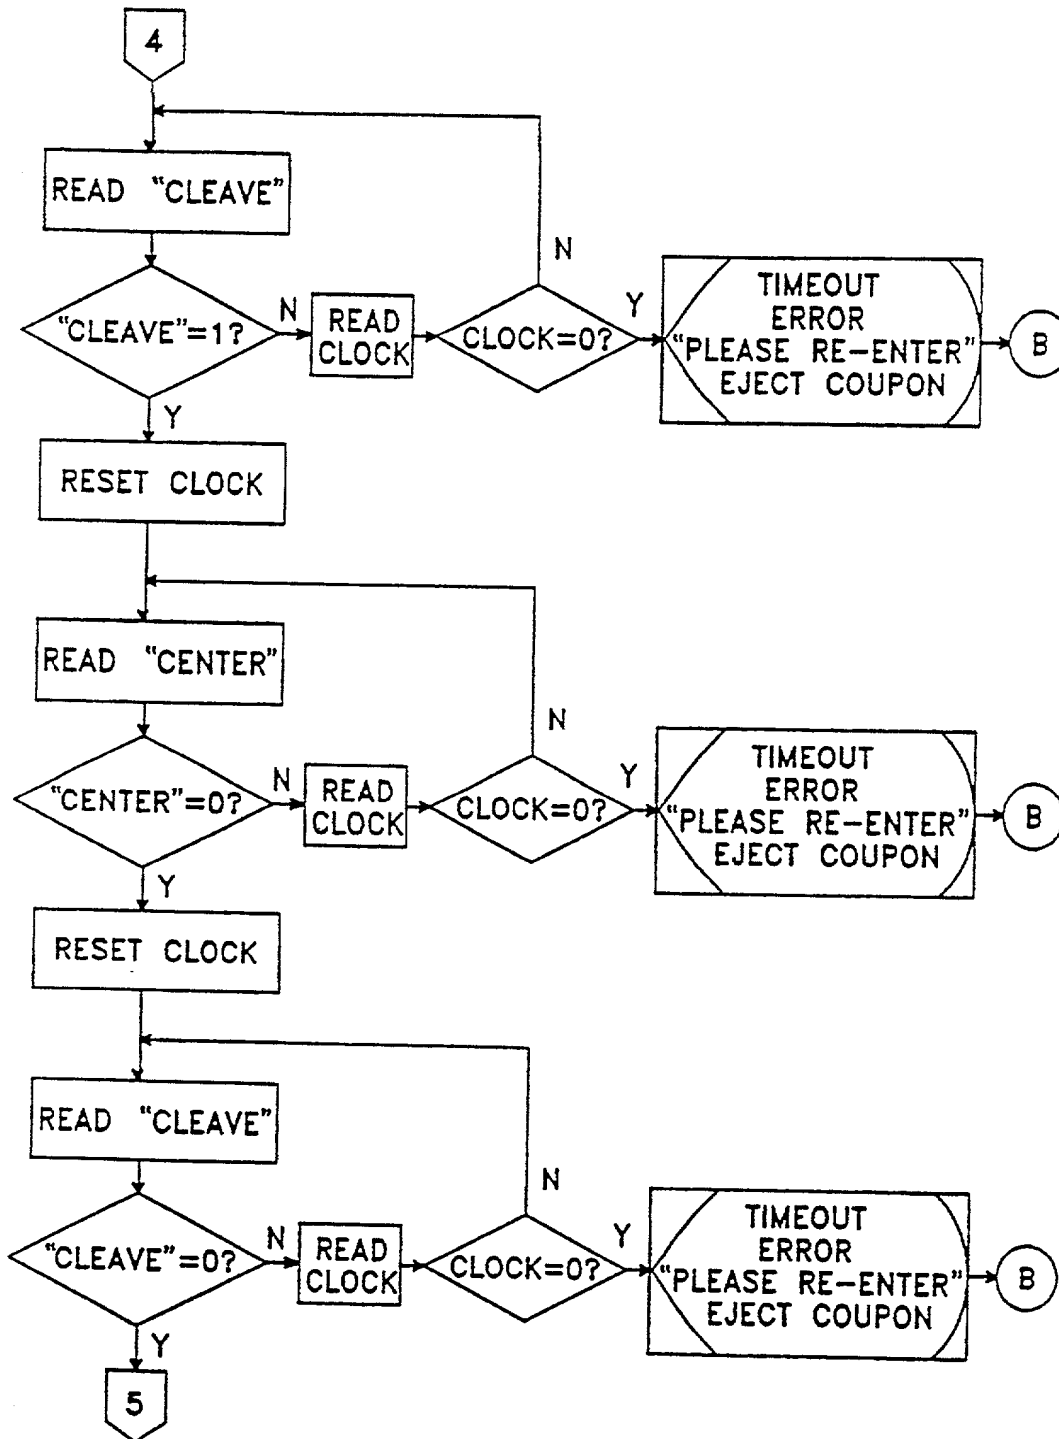 4
READ "CLEAVE"
"CLEAVE"=1?
N
READ
CLOCK
CLOCK=0?
N
Y
TIMEOUT
ERROR
"PLEASE RE-ENTER"
EJECT COUPON
B
Y
RESET CLOCK
READ "CENTER"
"CENTER"=0?
N
READ
CLOCK
CLOCK=0?
N
Y
TIMEOUT
ERROR
"PLEASE RE-ENTER"
EJECT COUPON
B
Y
RESET CLOCK
READ "CLEAVE"
"CLEAVE"=0?
N
READ
CLOCK
CLOCK=0?
N
Y
TIMEOUT
ERROR
"PLEASE RE-ENTER"
EJECT COUPON
B
Y
5